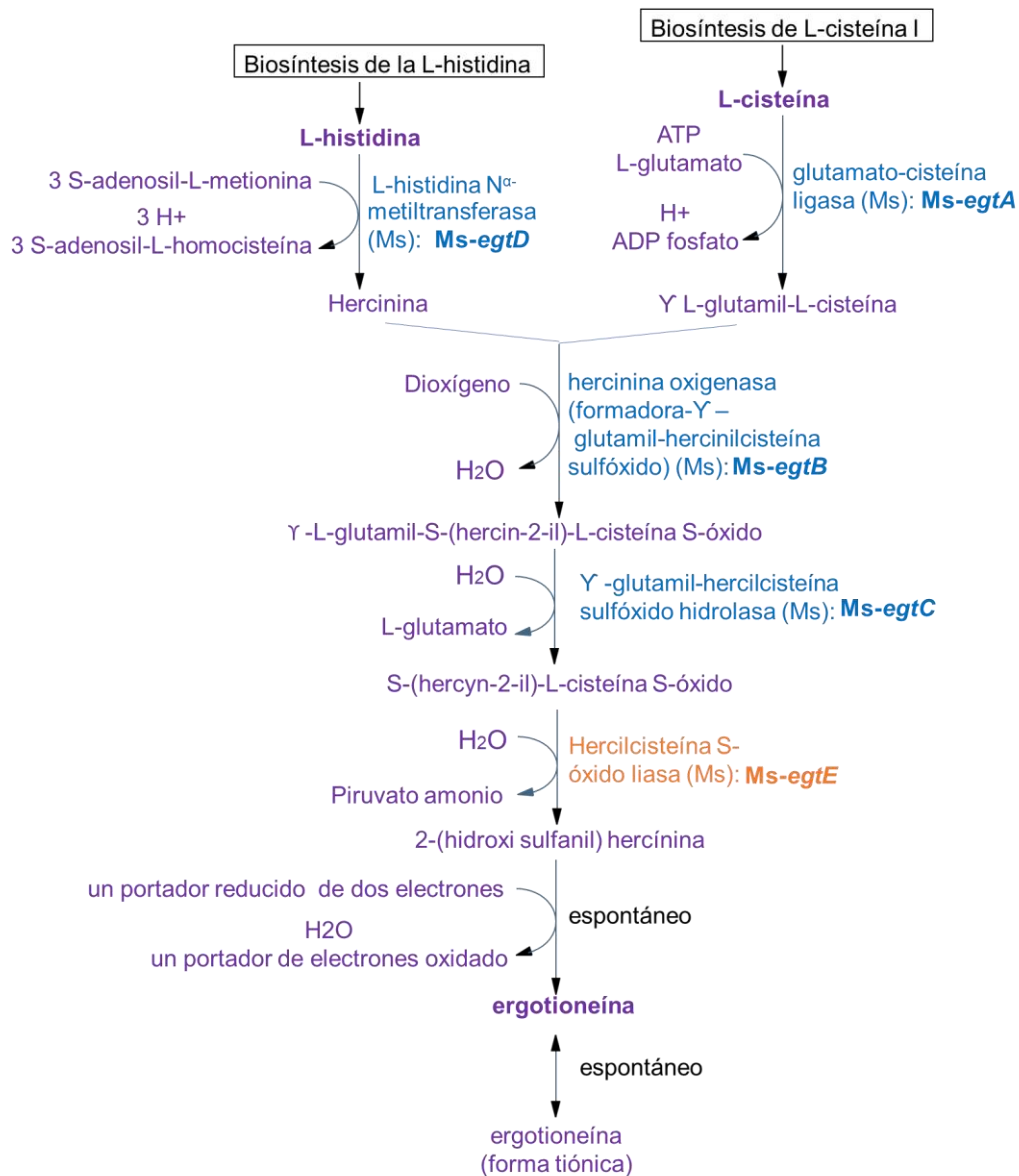 Biosíntesis de L-cisteína I
Biosíntesis de la L-histidina
L-cisteína
L-histidina
ATP
L-glutamato
glutamato-cisteína
ligasa (Ms): Ms-egtA
H+
ADP fosfato
3 S-adenosil-L-metionina
3 H+
3 S-adenosil-L-homocisteína
L-histidina Nα-
metiltransferasa
(Ms): Ms-egtD
Hercinina
ϒ L-glutamil-L-cisteína
Dioxígeno
H2O
hercinina oxigenasa
(formadora-ϒ –
glutamil-hercinilcisteína
sulfóxido) (Ms): Ms-egtB
ϒ -L-glutamil-S-(hercin-2-il)-L-cisteína S-óxido
H2O
L-glutamato
ϒ -glutamil-hercilcisteína
sulfóxido hidrolasa (Ms): Ms-egtC
S-(hercyn-2-il)-L-cisteína S-óxido
H2O
Piruvato amonio
Hercilcisteína S-
óxido liasa (Ms): Ms-egtE
2-(hidroxi sulfanil) hercínina
un portador reducido de dos electrones
H2O
un portador de electrones oxidado
espontáneo
ergotioneína
espontáneo
ergotioneína
(forma tiónica)